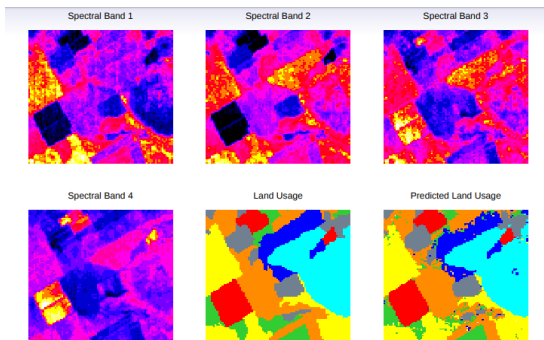 Spectral Band 1
Spectral Band 2
Spectral Band 3
Spectral Band 4
Land Usage
Predicted Land Usage